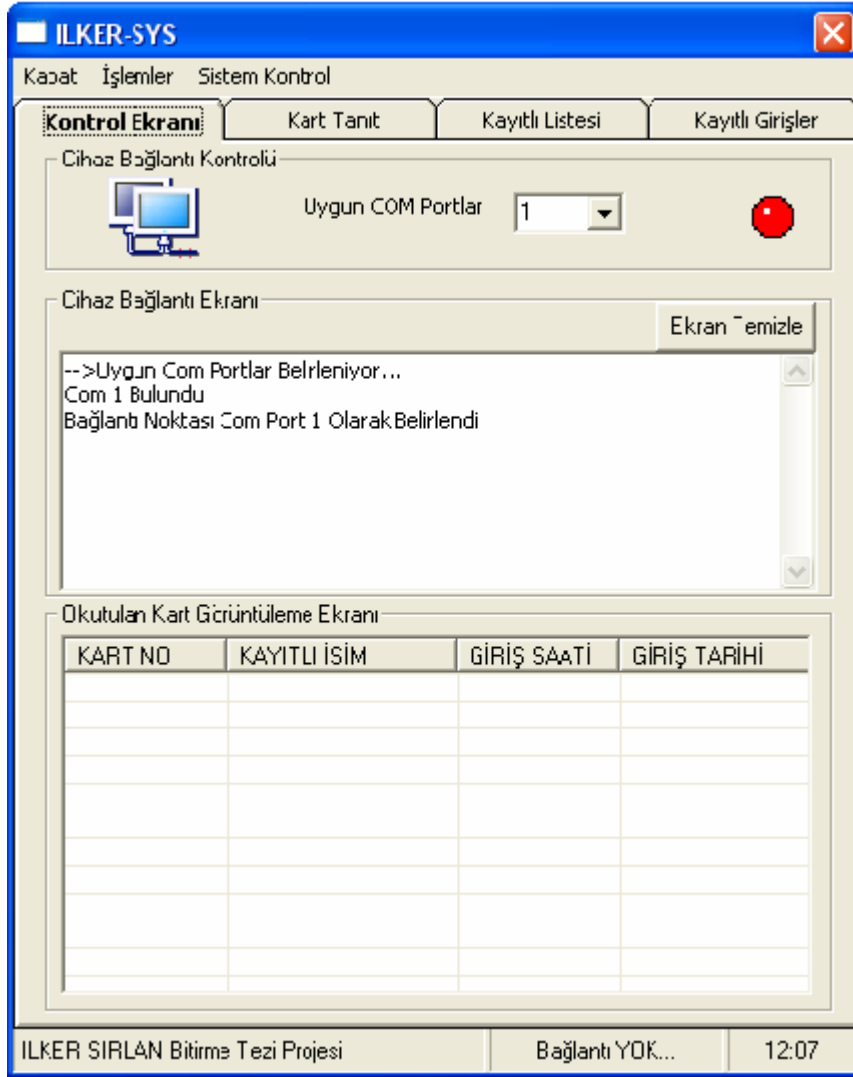 ILKER-SYS
Kapat İşlemler Sistem Kontrol
Kontrol Ekranı Kart Tanıt Kayıtlı Listesi Kayıtlı Girişler
Cihaz Bağlantı Kontrolü
Uygun COM Portlar 1
Cihaz Bağlantı Ekranı
Ekran Temizle
-->Uygun Com Portlar Belirleniyor...
Com 1 Bulundu
Bağlantı Noktası Com Port 1 Olarak Belirlendi
Okutulan Kart Görüntüleme Ekranı
KART NO KAYITLI İSİM GİRİŞ SAATİ GİRİŞ TARİHİ
ILKER SIRLAN Bitirme Tezi Projesi Bağlantı YOK... 12:07